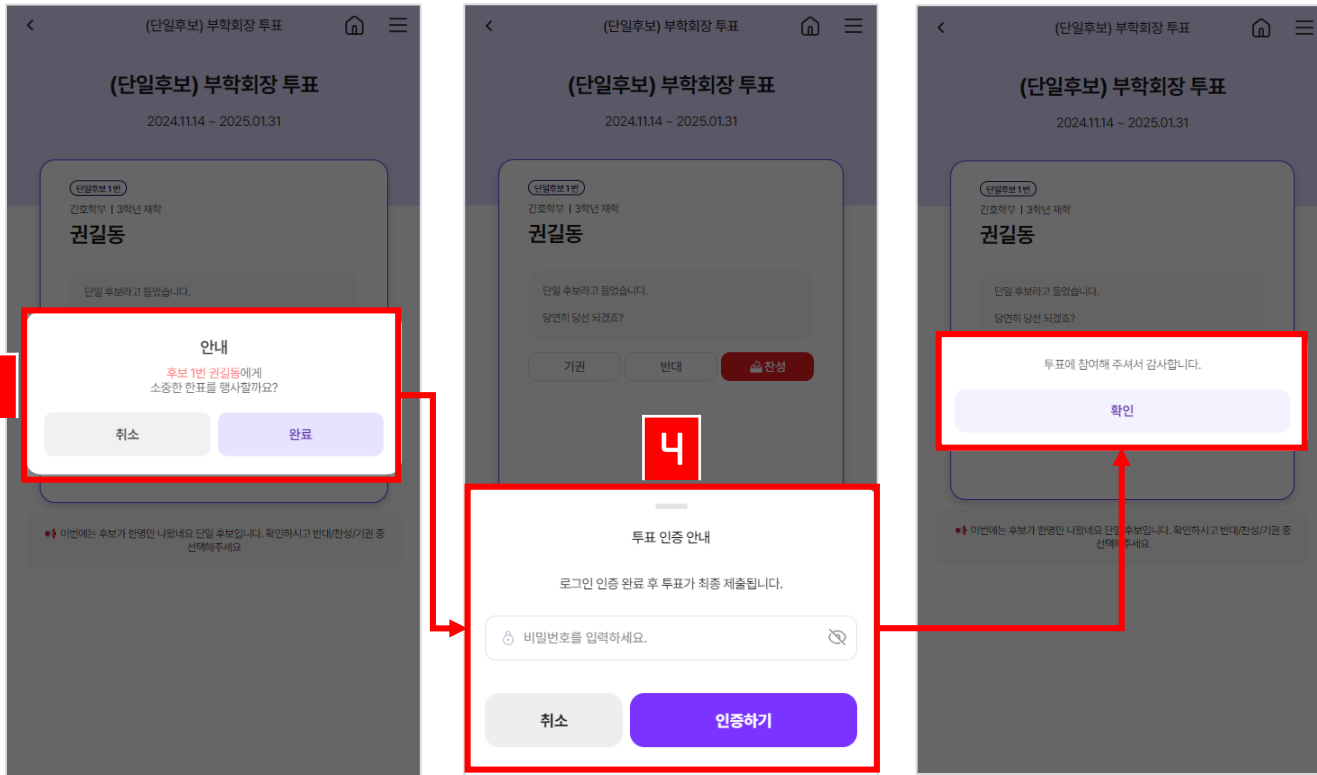 (단일후보) 부학회장 투표
(단일후보) 부학회장 투표
2024.11.14 ~ 2025.01.31
단일후보 1 번
간호학부 | 3학년 재학
권길동
단일 후보라고 들었습니다.
안내
후보 1번 권길동에게
소중한 한표를 행사할까요?
취소
완료
이번에는 후보가 한명만 나왔네요 단일 후보입니다. 확인하시고 반대/찬성/기권 중
선택해주세요
(단일후보) 부학회장 투표
(단일후보) 부학회장 투표
2024.11.14 ~ 2025.01.31
단일후보 1 번
간호학부 | 3학년 재학
권길동
단일 후보라고 들었습니다.
당연히 당선 되겠죠?
기권
반대
찬성
4
투표 인증 안내
로그인 인증 완료 후 투표가 최종 제출됩니다.
비밀번호를 입력하세요.
취소
인증하기
(단일후보) 부학회장 투표
(단일후보) 부학회장 투표
2024.11.14 ~ 2025.01.31
단일후보 1 번
간호학부 | 3학년 재학
권길동
단일 후보라고 들었습니다.
당연히 당선 되겠죠?
투표에 참여해 주셔서 감사합니다.
확인
이번에는 후보가 한명만 나왔네요 단일 후보입니다. 확인하시고 반대/찬성/기권 중
선택해주세요